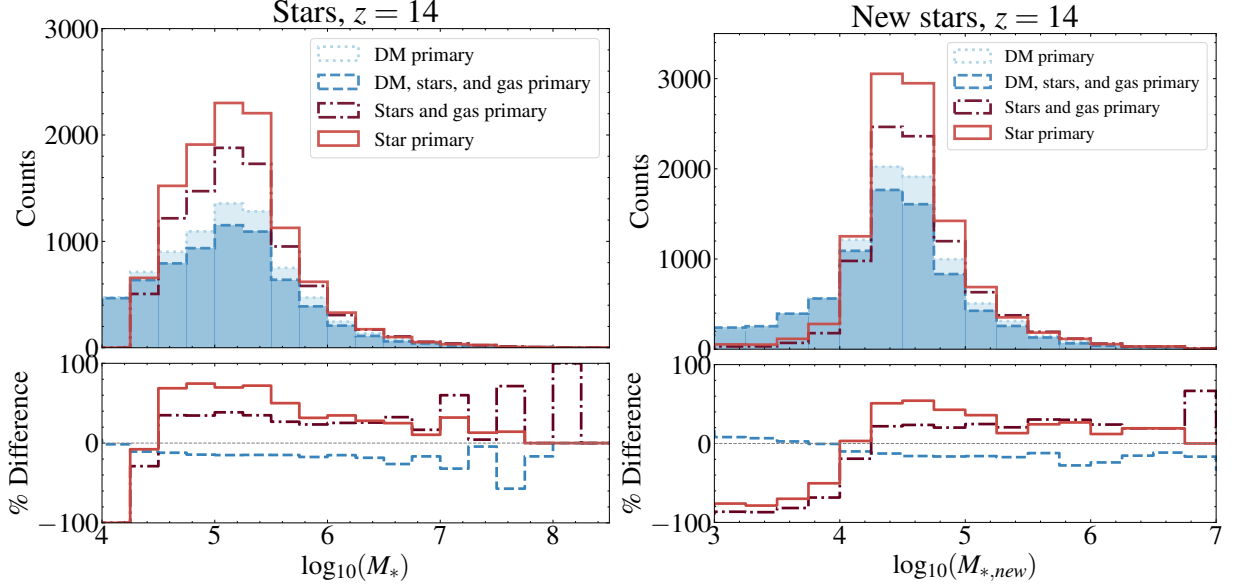 Stars, z = 14
3000
2000
1000
0
Counts
DM primary
DM, stars, and gas primary
Stars and gas primary
Star primary
100
0
−100
% Difference
4
5
6
7
8
log10(M*)
New stars, z = 14
3000
2000
1000
0
Counts
DM primary
DM, stars, and gas primary
Stars and gas primary
Star primary
100
0
−100
% Difference
3
4
5
6
7
log10(M*,new)